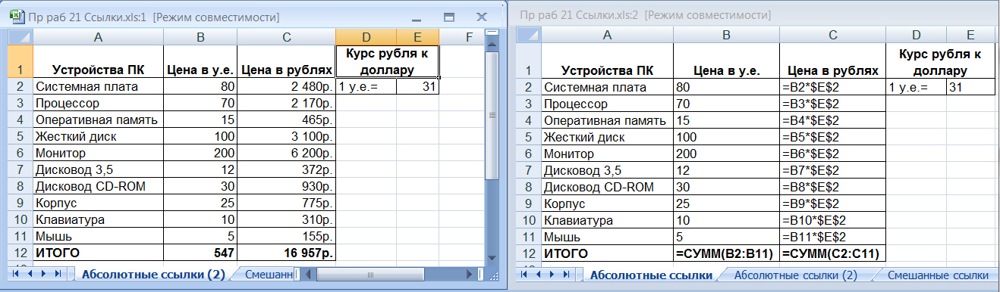 Пр раб 21 Ссылки.xls:1 [Режим совместимости]
A B C D E F
1 Устройства ПК Цена в у.е. Цена в рублях Курс рубля к доллару
2 Системная плата 80 2 480р. 1 у.е.= 31
3 Процессор 70 2 170р.
4 Оперативная память 15 465р.
5 Жесткий диск 100 3 100р.
6 Монитор 200 6 200р.
7 Дисковод 3,5 12 372р.
8 Дисковод CD-ROM 30 930р.
9 Корпус 25 775р.
10 Клавиатура 10 310р.
11 Мышь 5 155р.
12 ИТОГО 547 16 957р.
Абсолютные ссылки (2) Смешанн
Пр раб 21 Ссылки.xls:2 [Режим совместимости]
A B C D E
1 Устройства ПК Цена в у.е. Цена в рублях Курс рубля к доллару
2 Системная плата 80 =B2*$E$2 1 у.е.= 31
3 Процессор 70 =B3*$E$2
4 Оперативная память 15 =B4*$E$2
5 Жесткий диск 100 =B5*$E$2
6 Монитор 200 =B6*$E$2
7 Дисковод 3,5 12 =B7*$E$2
8 Дисковод CD-ROM 30 =B8*$E$2
9 Корпус 25 =B9*$E$2
10 Клавиатура 10 =B10*$E$2
11 Мышь 5 =B11*$E$2
12 ИТОГО =СУММ(B2:B11) =СУММ(C2:C11)
Абсолютные ссылки Абсолютные ссылки (2) Смешанные ссылки